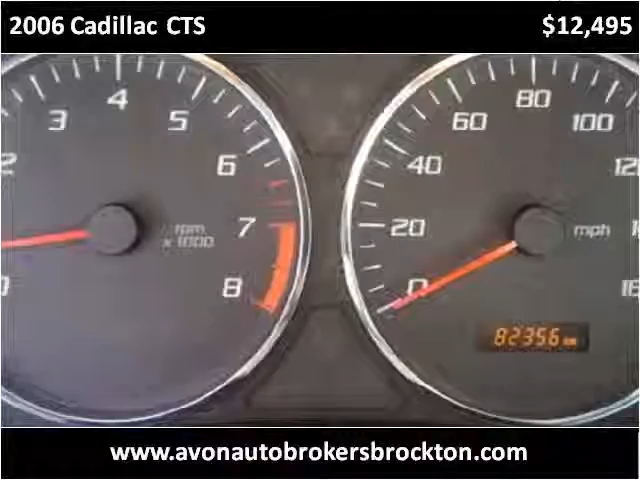 2006 Cadillac CTS $12,495
4 80
3 5 60 100
2 6 40
7 20
rpm mph
x 1000
8 0
82356
www.avonautobrokersbrockton.com